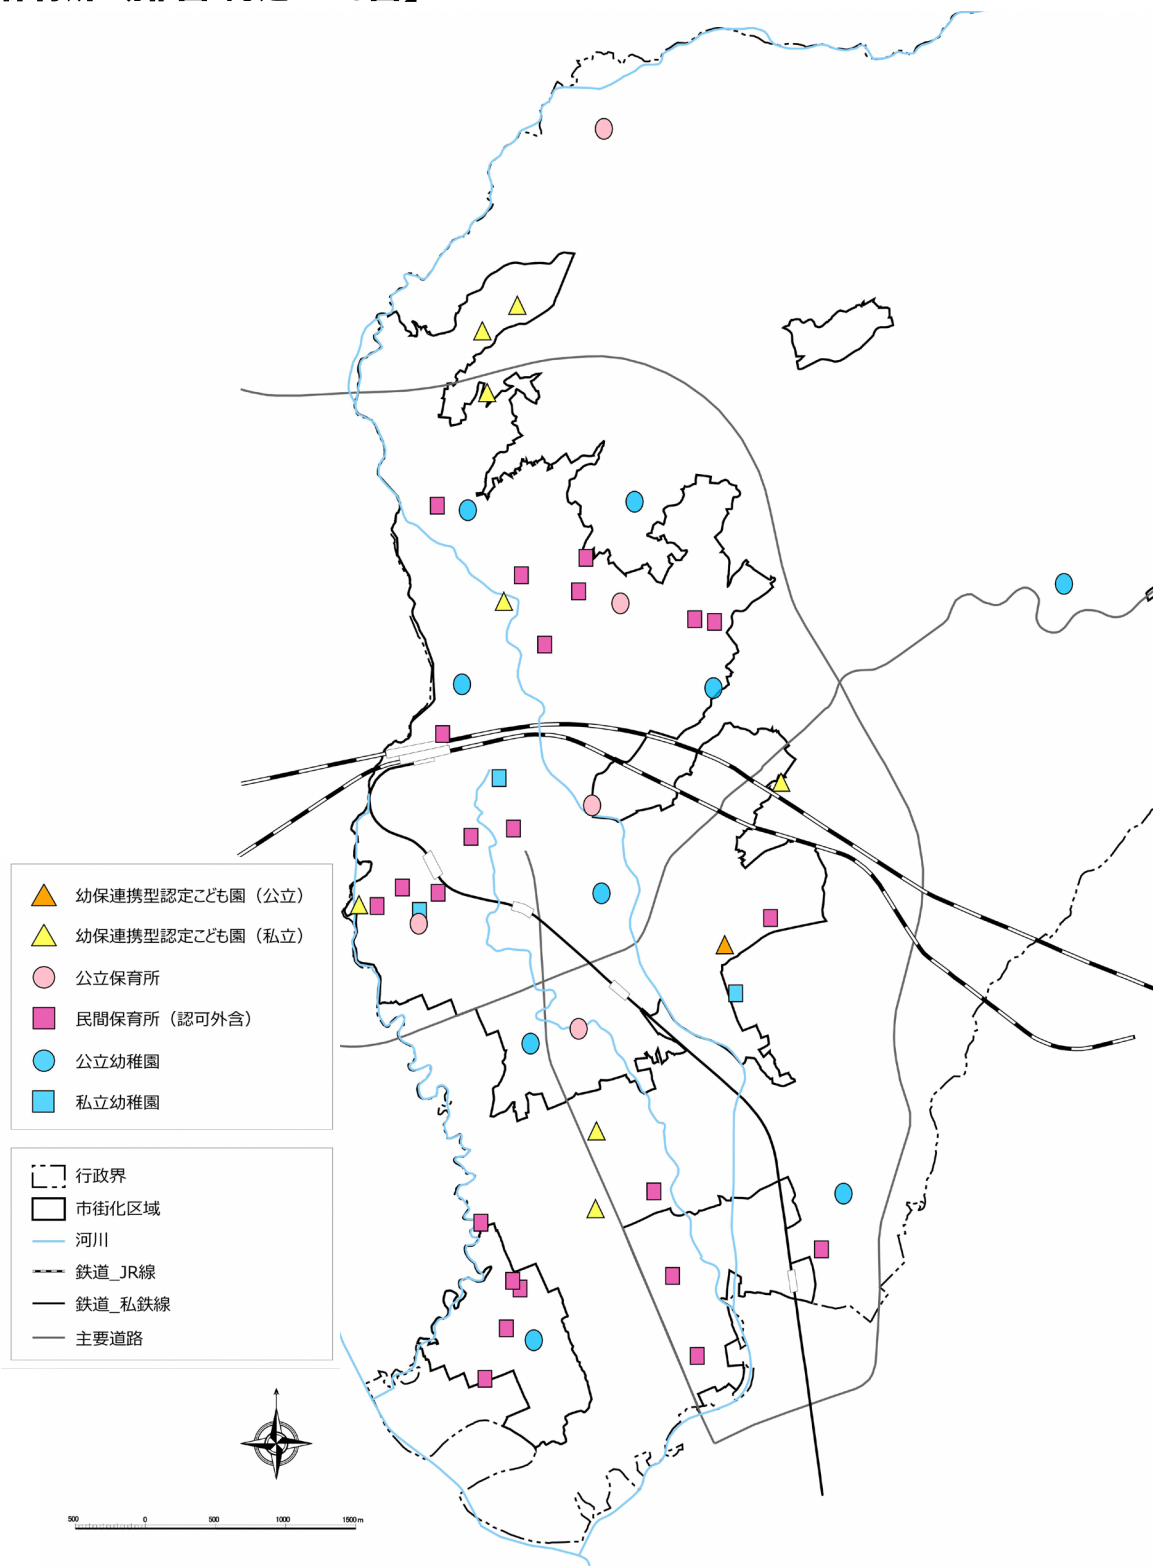 幼保連携型認定こども園（公立）
幼保連携型認定こども園（私立）
公立保育所
民間保育所（認可外含）
公立幼稚園
私立幼稚園
行政界
市街化区域
河川
鉄道_JR線
鉄道_私鉄線
主要道路
500 0 500 1000 1500m